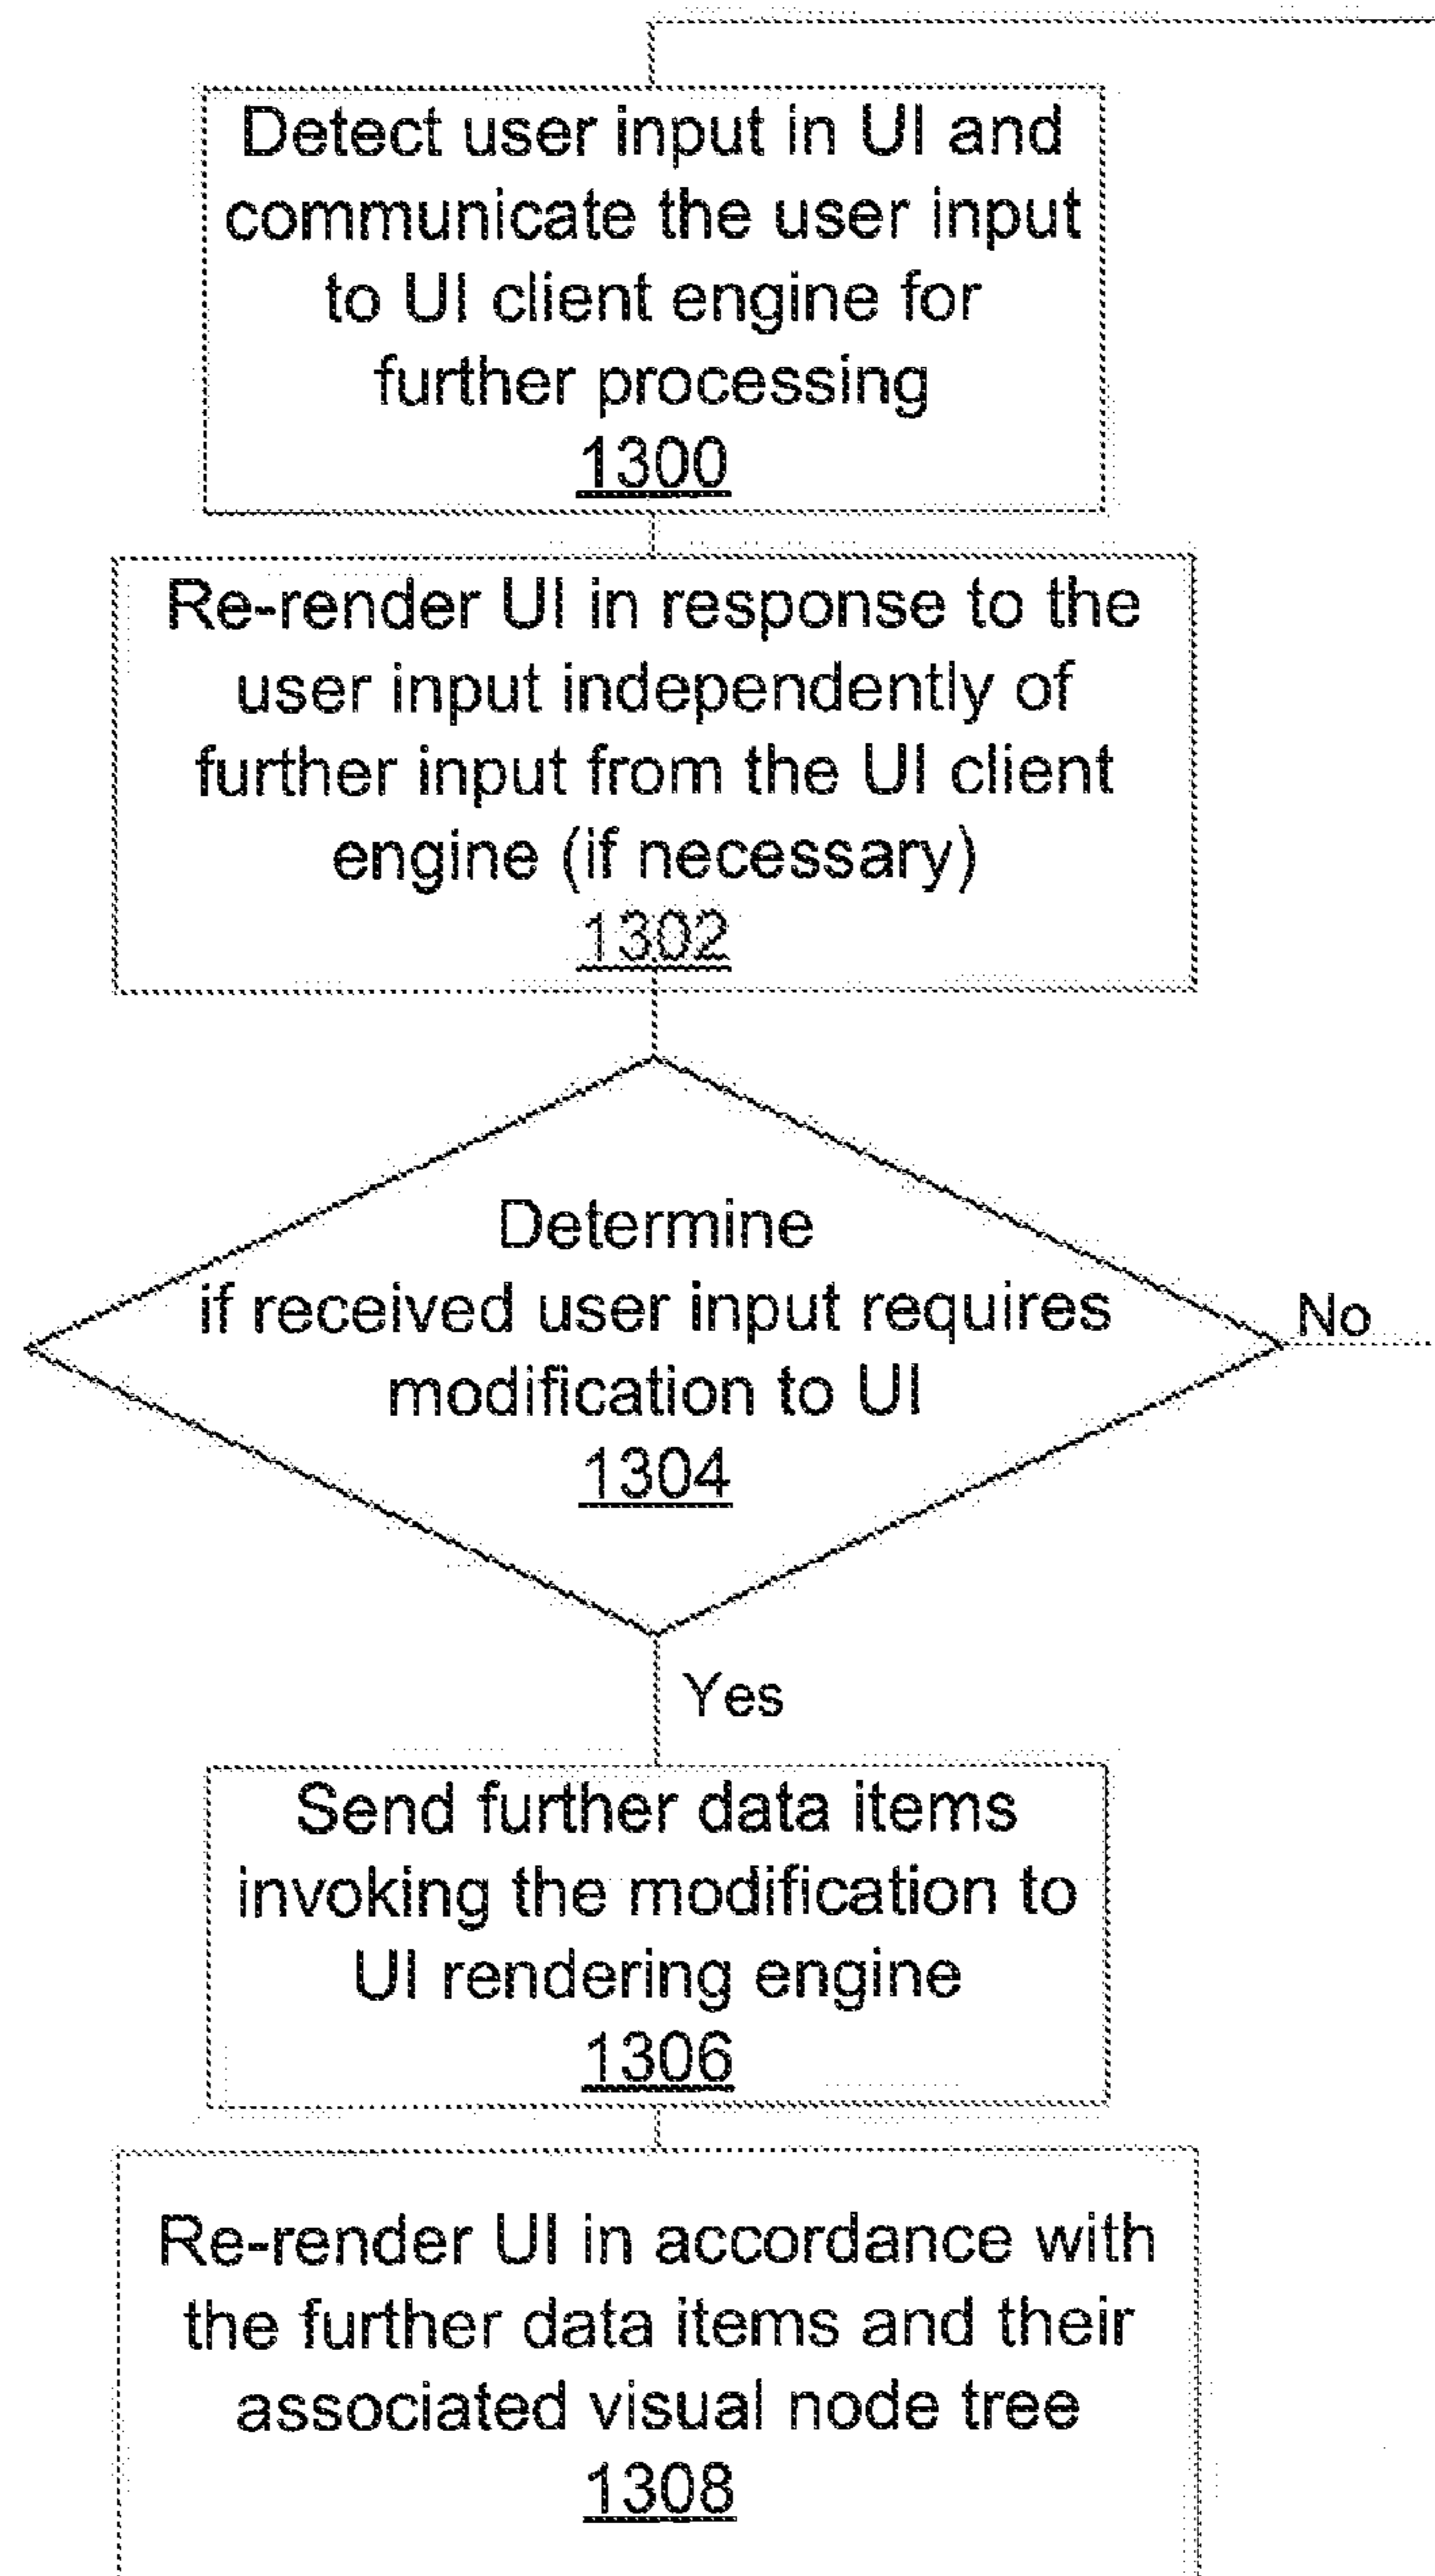 Detect user input in UI and
communicate the user input
to UI client engine for
further processing
1300
Re-render UI in response to the
user input independently of
further input from the UI client
engine (if necessary)
1302
Determine
if received user input requires
modification to UI
1304
No
Yes
Send further data items
invoking the modification to
UI rendering engine
1306
Re-render UI in accordance with
the further data items and their
associated visual node tree
1308